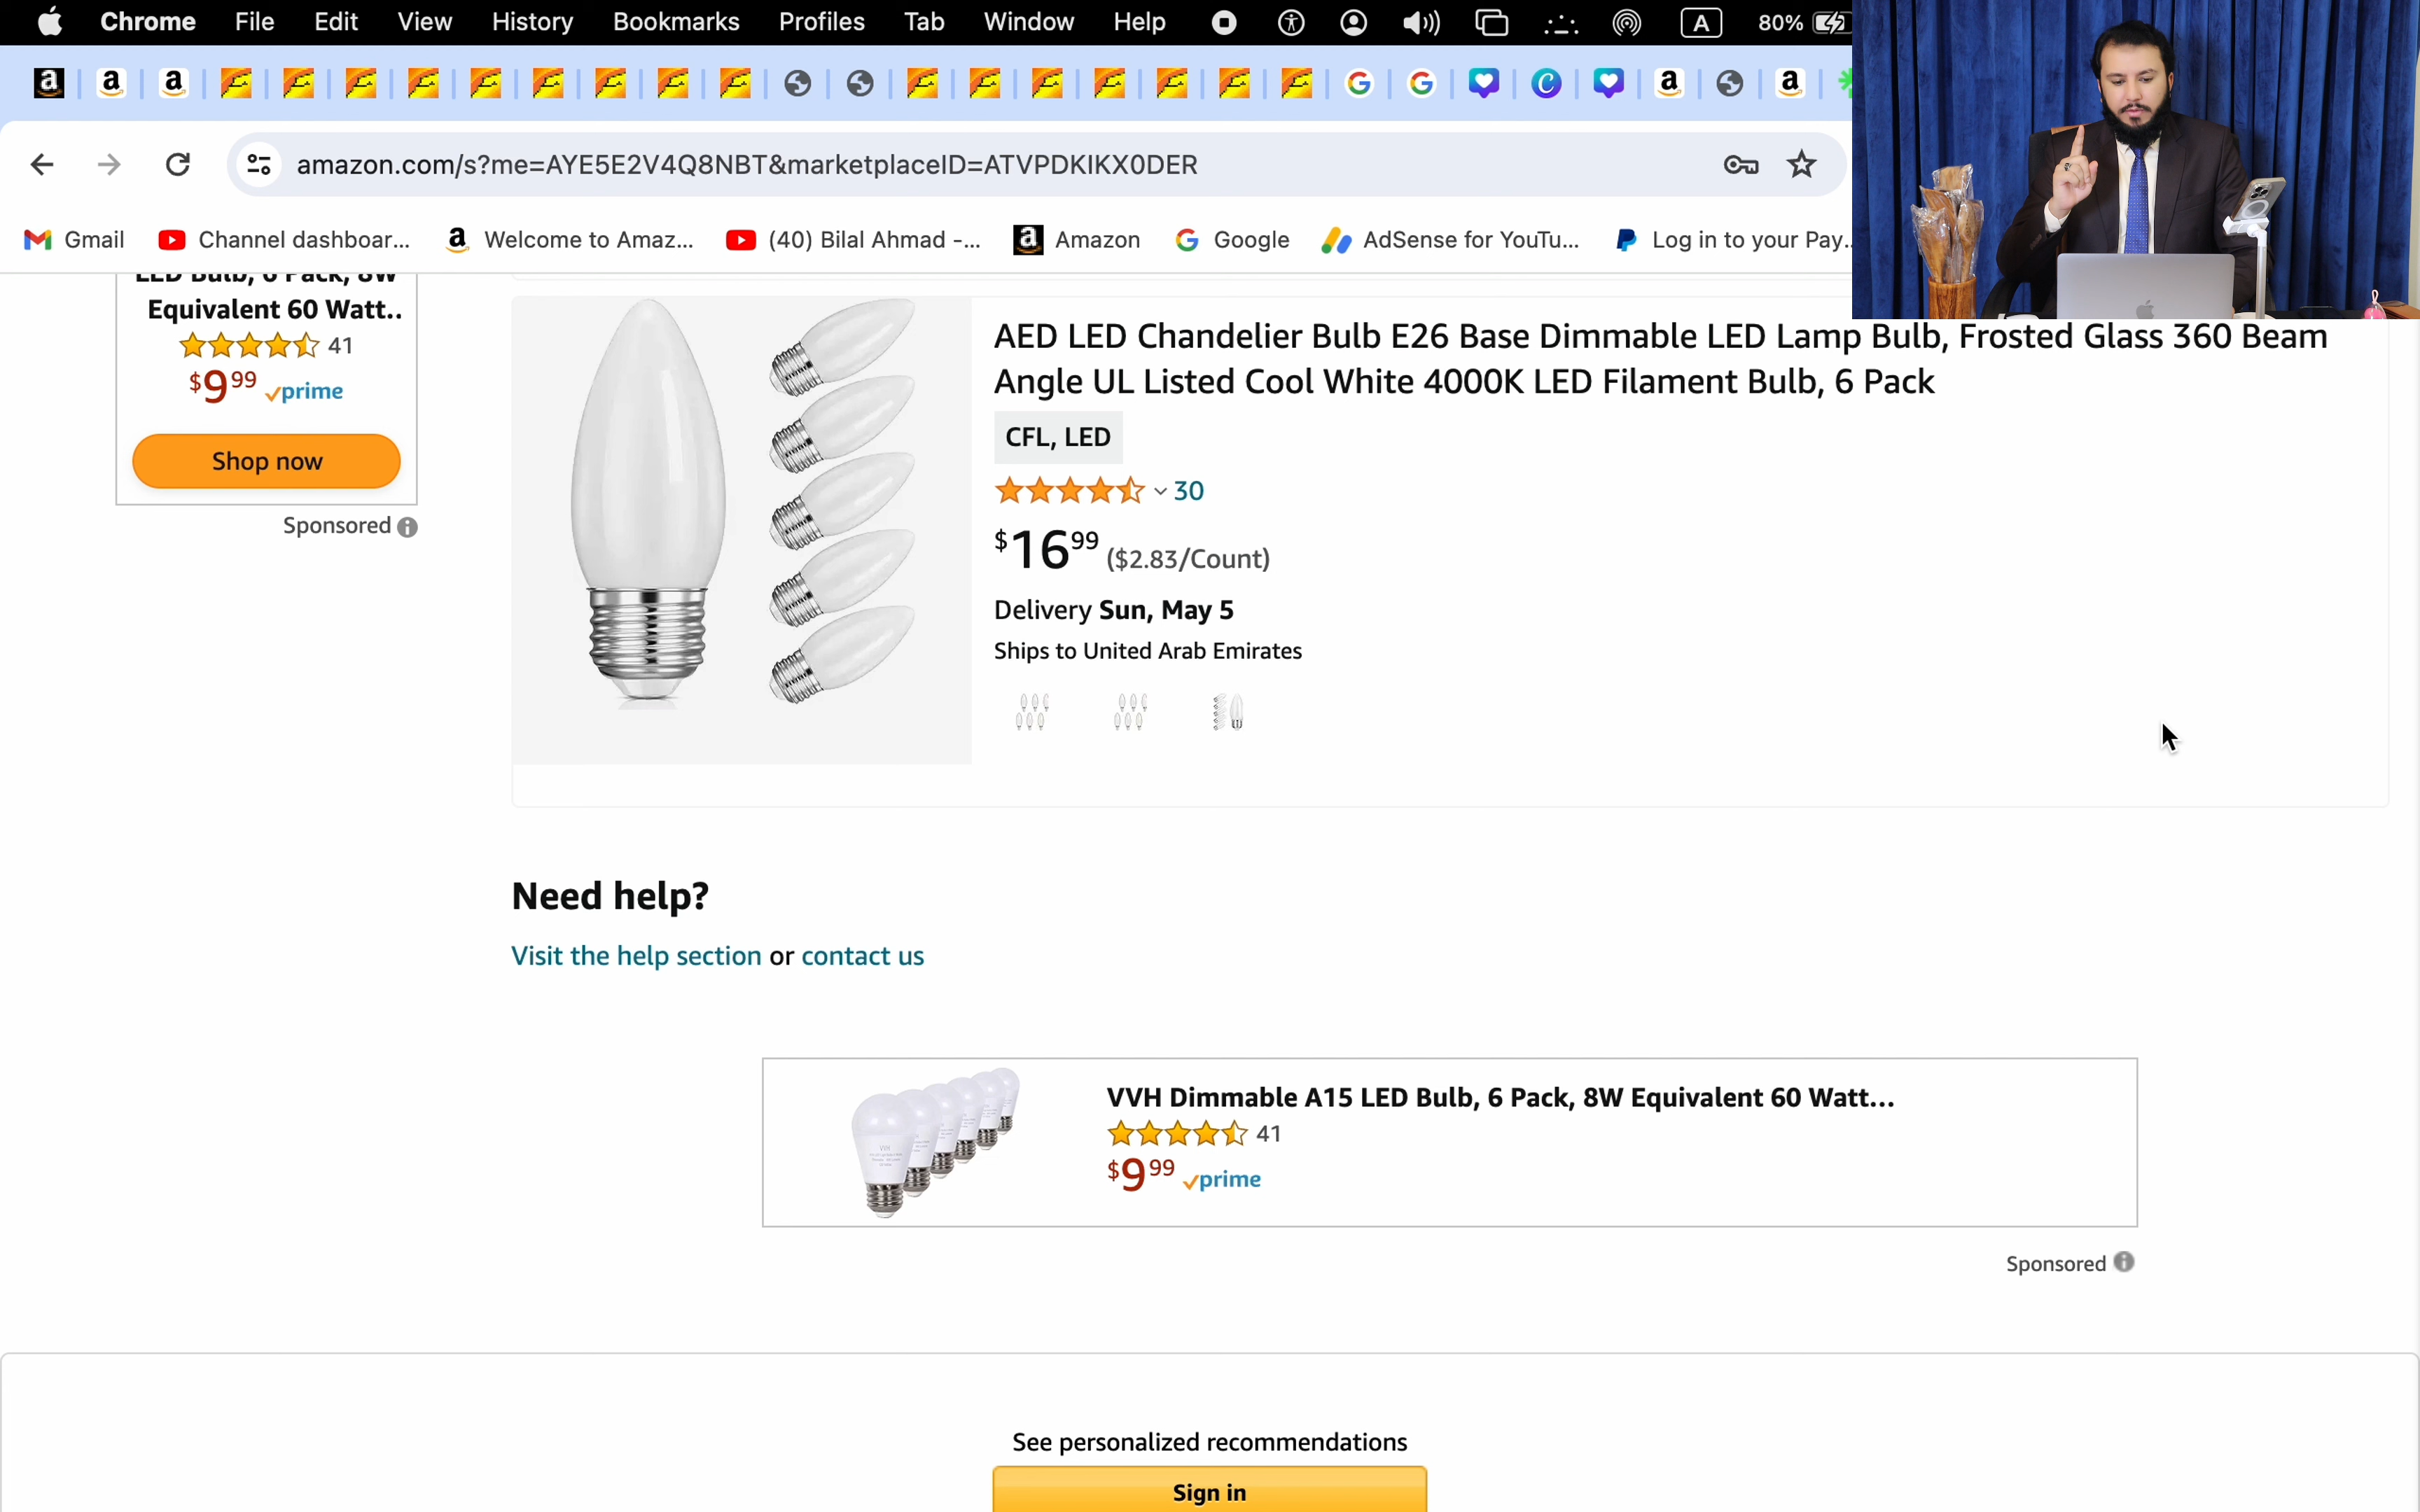 Chrome File Edit View History Bookmarks Profiles Tab Window Help A 80%
amazon.com/s?me=AYE5E2V4Q8NBT&marketplaceID=ATVPDKIKX0DER
Gmail Channel dashboar... Welcome to Amaz... (40) Bilal Ahmad -... Amazon Google AdSense for YouTu... Log in to your Pay...
LED Bulb, 6 Pack, 8W
Equivalent 60 Watt..
41
$9 99 prime
Shop now
Sponsored
AED LED Chandelier Bulb E26 Base Dimmable LED Lamp Bulb, Frosted Glass 360 Beam
Angle UL Listed Cool White 4000K LED Filament Bulb, 6 Pack
CFL, LED
30
$16 99 ($2.83/Count)
Delivery Sun, May 5
Ships to United Arab Emirates
Need help?
Visit the help section or contact us
VVH Dimmable A15 LED Bulb, 6 Pack, 8W Equivalent 60 Watt...
41
$9 99 prime
Sponsored
See personalized recommendations
Sign in